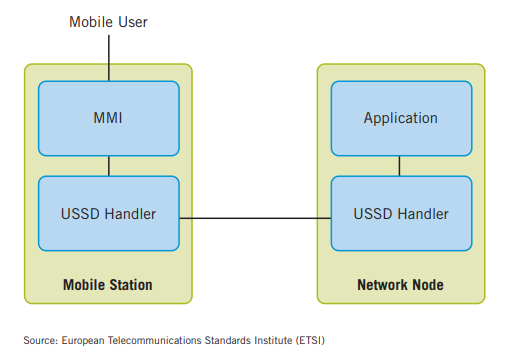 Mobile User
MMI
Application
USSD Handler
USSD Handler
Mobile Station
Network Node
Source: European Telecommunications Standards Institute (ETSI)